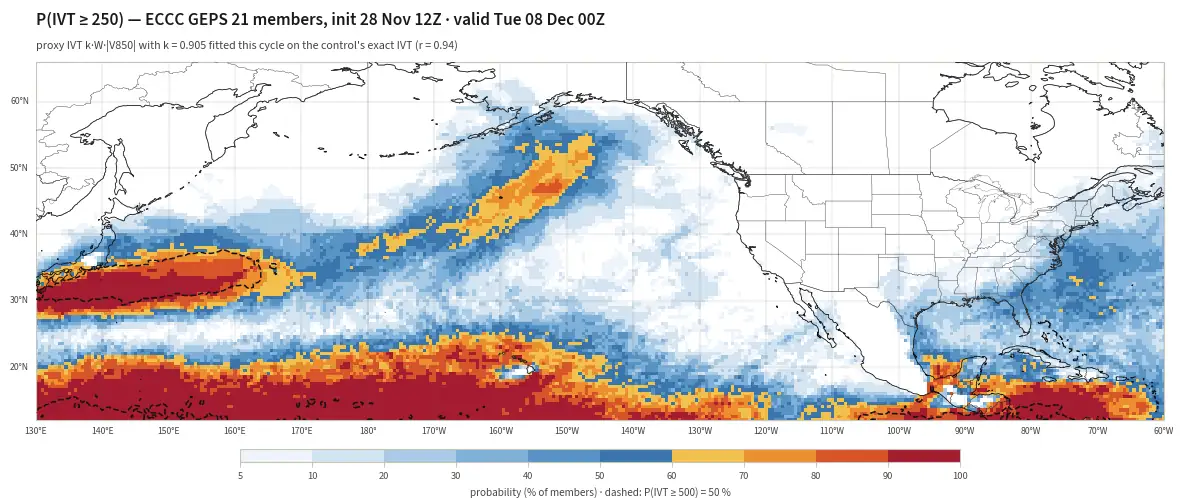 P(IVT ≥ 250) — ECCC GEPS 21 members, init 28 Nov 12Z · valid Tue 08 Dec 00Z
proxy IVT k·W·|V850| with k = 0.905 fitted this cycle on the control's exact IVT (r = 0.94)
60°N
50°N
40°N
30°N
20°N
130°E 140°E 150°E 160°E 170°E 180° 170°W 160°W 150°W 140°W 130°W 120°W 110°W 100°W 90°W 80°W 70°W 60°W
5 10 20 30 40 50 60 70 80 90 100
probability (% of members) · dashed: P(IVT ≥ 500) = 50 %